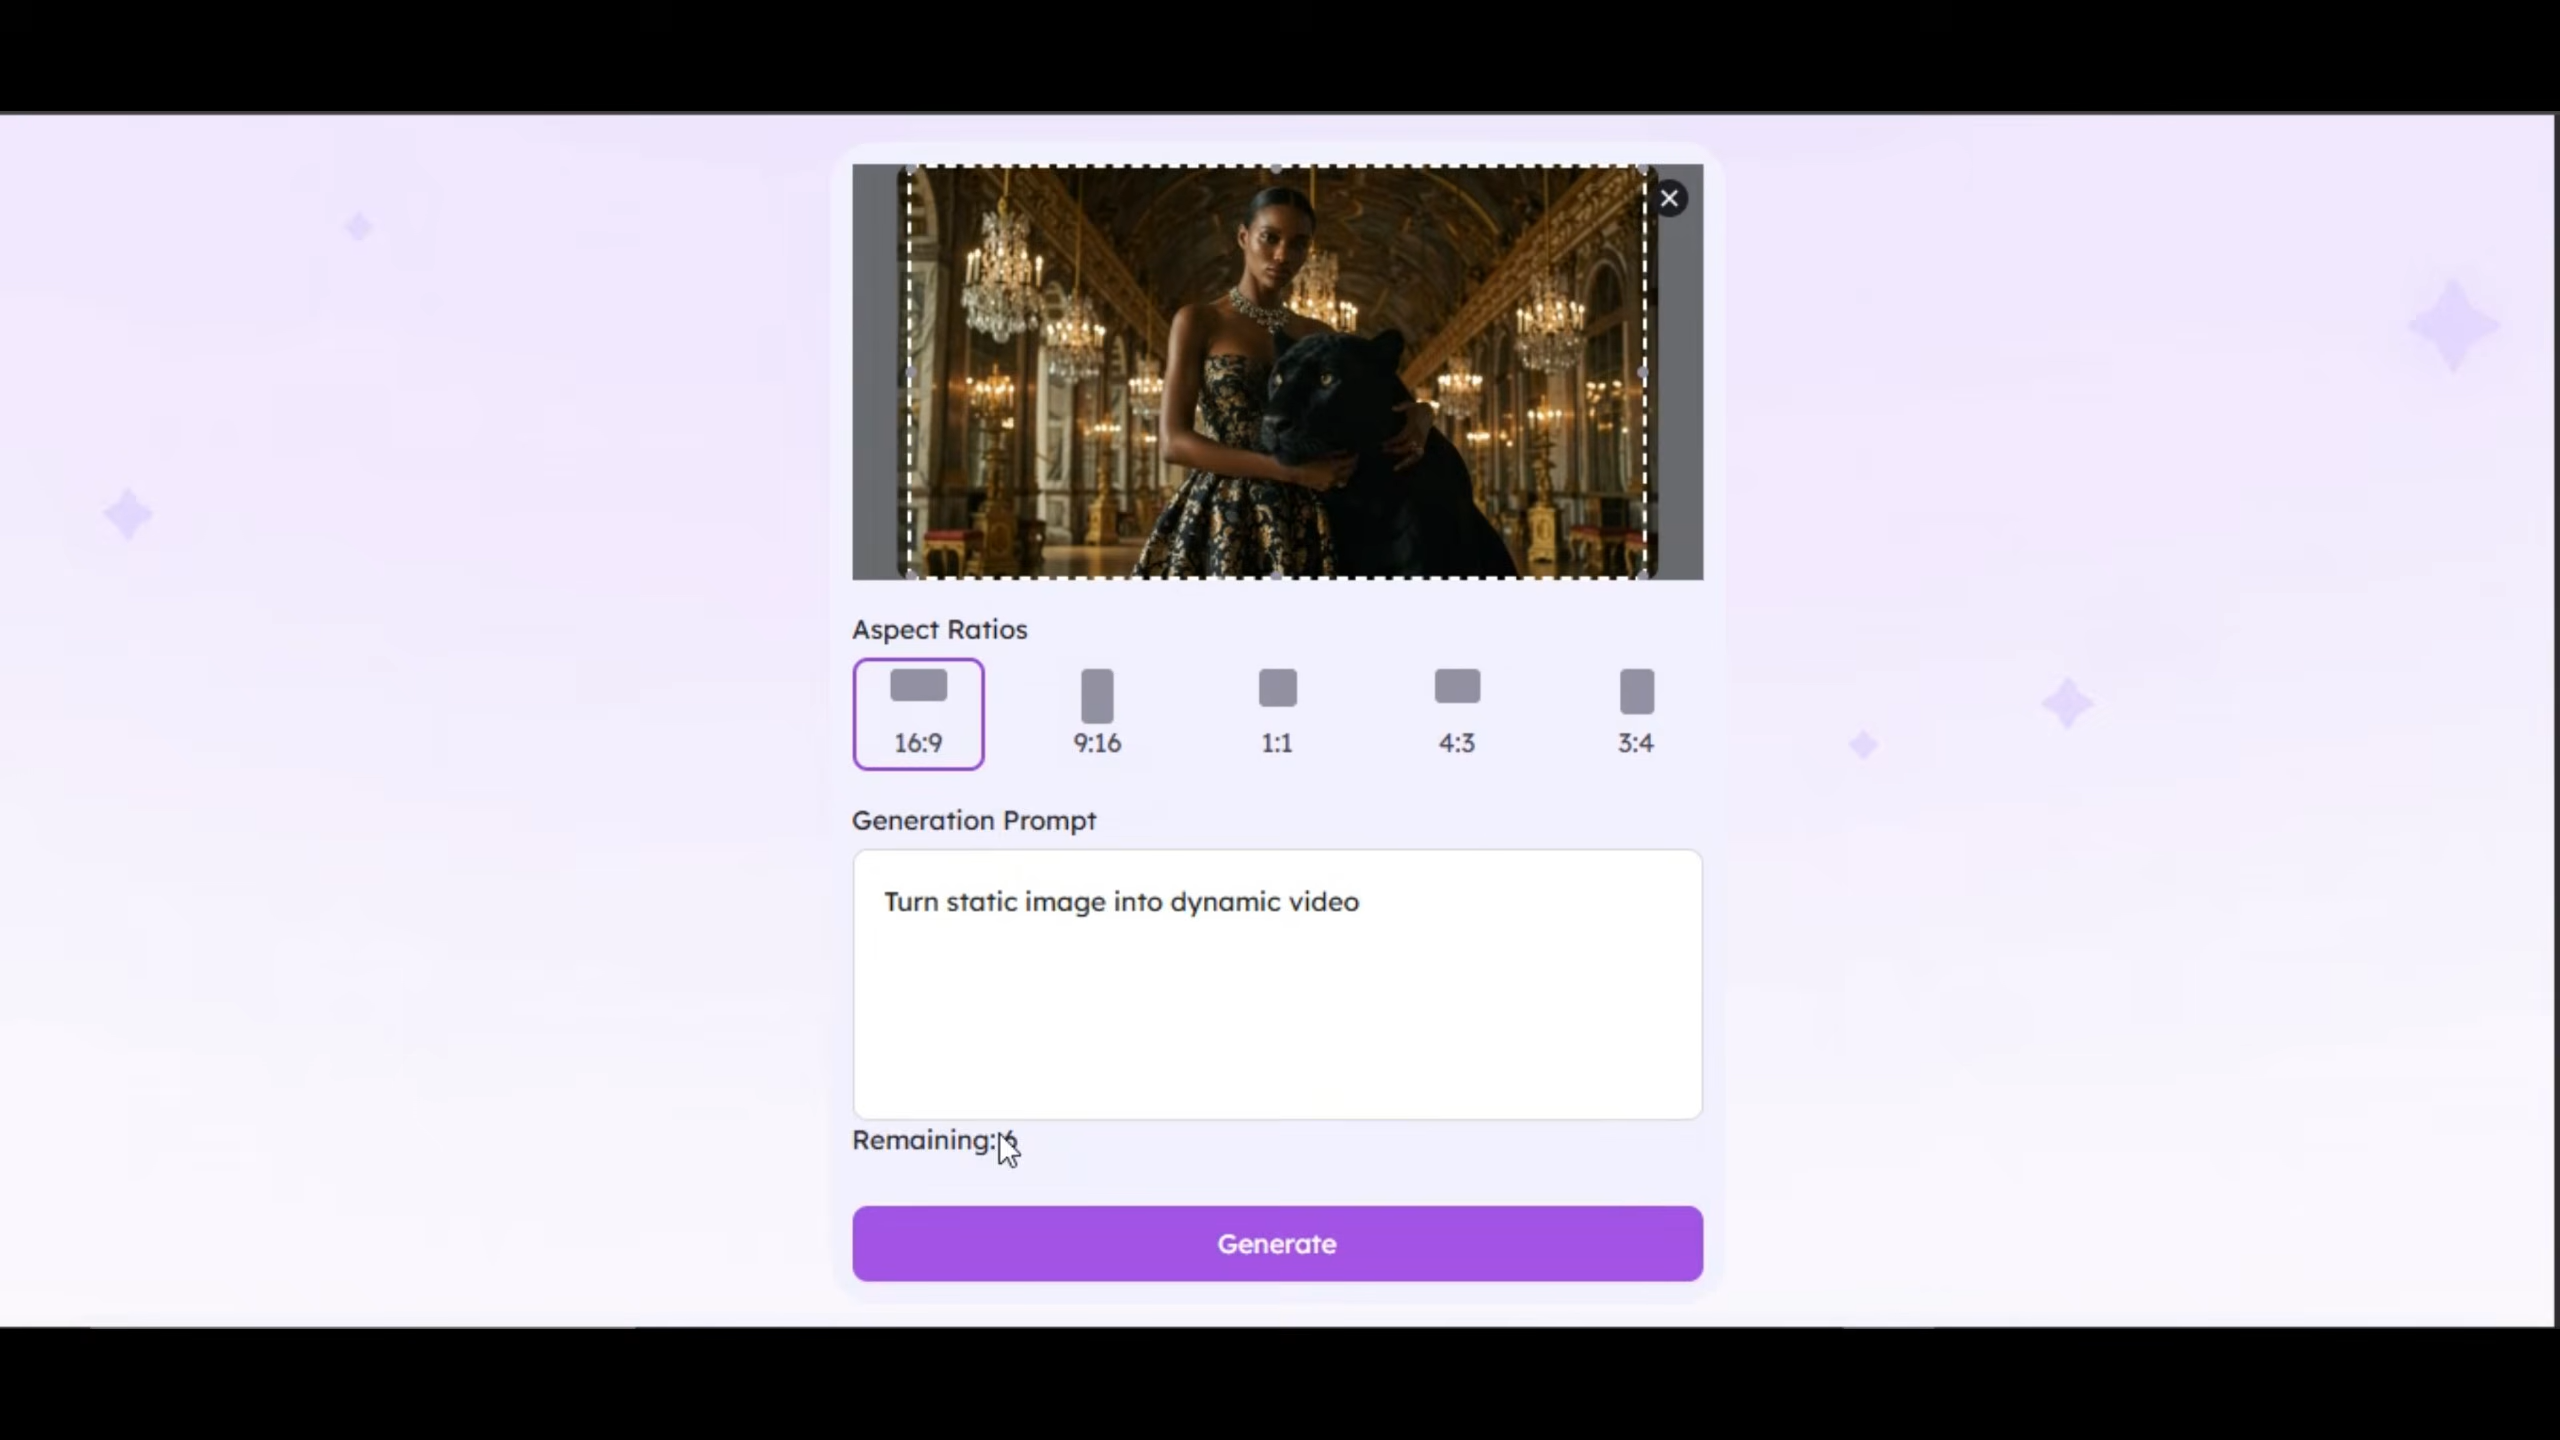 Aspect Ratios
16:9 9:16 1:1 4:3 3:4
Generation Prompt
Turn static image into dynamic video
Remaining:
Generate